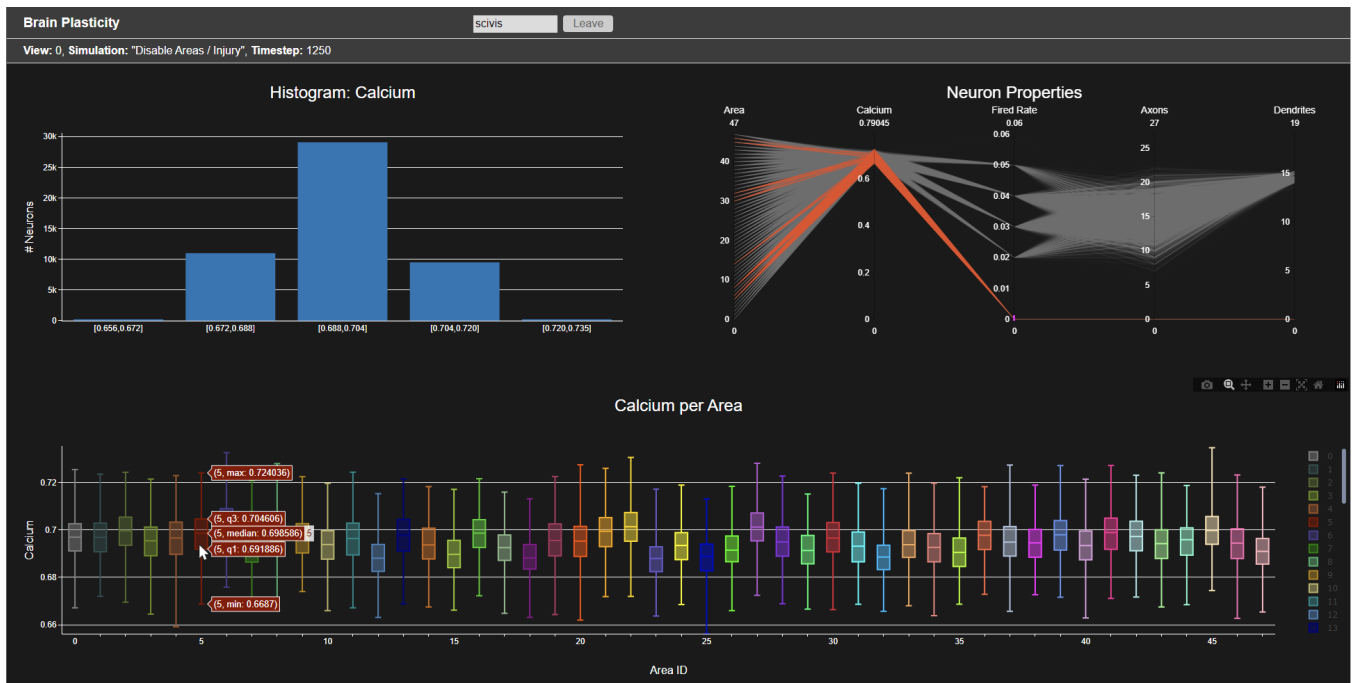 Brain Plasticity scivis Leave
View: 0, Simulation: "Disable Areas / Injury", Timestep: 1250
Histogram: Calcium
# Neurons
30k
25k
20k
15k
10k
5k
0
[0.656,0.672] [0.672,0.688] [0.688,0.704] [0.704,0.720] [0.720,0.735]
Neuron Properties
Area Calcium Fired Rate Axons Dendrites
47 0.79045 0.06 27 19
40
30
20
10
0
0
0.6
0.4
0.2
0
0
0.06
0.05
0.04
0.03
0.02
0.01
0
0
25
20
15
10
5
0
0
15
10
5
0
0
Calcium per Area
Calcium
0.72
0.7
0.68
0.66
(5, max: 0.724036)
(5, q3: 0.704606)
(5, median: 0.698586) 5
(5, q1: 0.691886)
(5, min: 0.6687)
0 5 10 15 20 25 30 35 40 45
Area ID
0
1
2
3
4
5
6
7
8
9
10
11
12
13